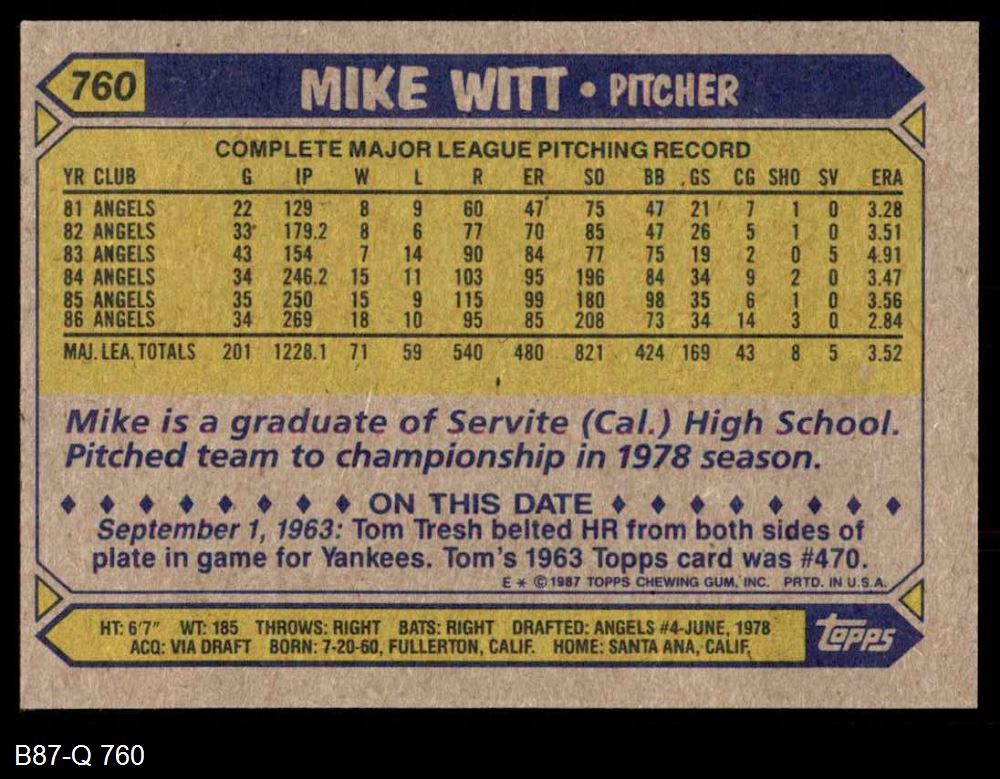 760
MIKE WITT • PITCHER
COMPLETE MAJOR LEAGUE PITCHING RECORD
YR CLUB G IP W L R ER SO BB GS CG SHO SV ERA
81 ANGELS 22 129 8 9 60 47 75 47 21 7 1 0 3.28
82 ANGELS 33 179.2 8 6 77 70 85 47 26 5 1 0 3.51
83 ANGELS 43 154 7 14 90 84 77 75 19 2 0 5 4.91
84 ANGELS 34 246.2 15 11 103 95 196 84 34 9 2 0 3.47
85 ANGELS 35 250 15 9 115 99 180 98 35 6 1 0 3.56
86 ANGELS 34 269 18 10 95 85 208 73 34 14 3 0 2.84
MAJ. LEA. TOTALS 201 1228.1 71 59 540 480 821 424 169 43 8 5 3.52
Mike is a graduate of Servite (Cal.) High School.
Pitched team to championship in 1978 season.
♦ ♦ ♦ ♦ ♦ ♦ ♦ ♦ ON THIS DATE ♦ ♦ ♦ ♦ ♦ ♦ ♦ ♦
September 1, 1963: Tom Tresh belted HR from both sides of
plate in game for Yankees. Tom's 1963 Topps card was #470.
E * © 1987 TOPPS CHEWING GUM, INC. PRTD. IN U.S.A.
HT: 6'7" WT: 185 THROWS: RIGHT BATS: RIGHT DRAFTED: ANGELS #4-JUNE, 1978
ACQ: VIA DRAFT BORN: 7-20-60, FULLERTON, CALIF. HOME: SANTA ANA, CALIF.
topps
B87-Q 760